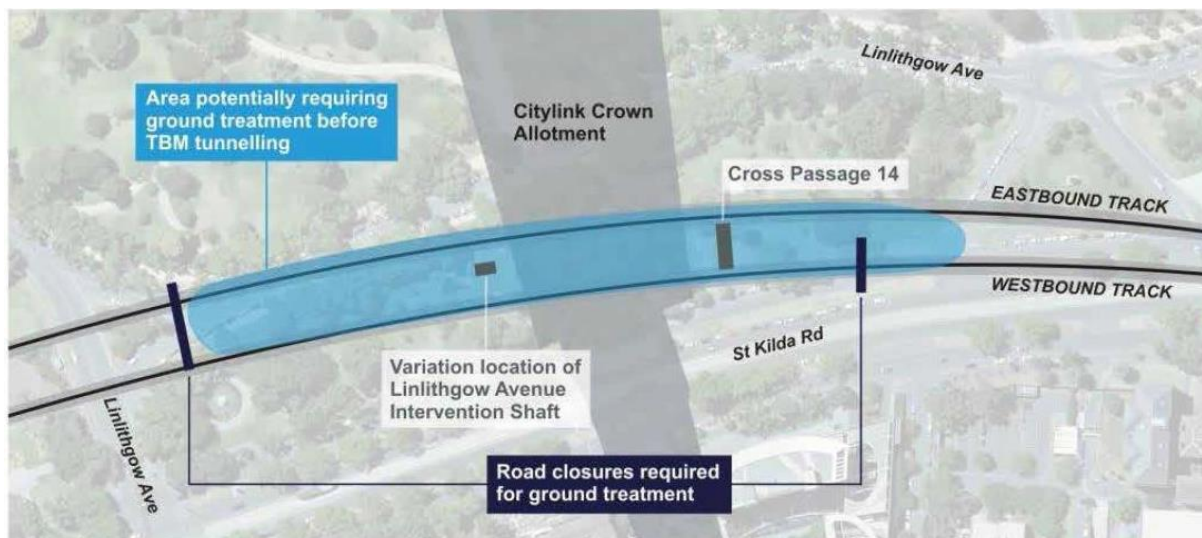 Linlithgow Ave
Area potentially requiring
ground treatment before
TBM tunnelling
Citylink Crown
Allotment
Cross Passage 14
EASTBOUND TRACK
WESTBOUND TRACK
St Kilda Rd
Variation location of
Linlithgow Avenue
Intervention Shaft
Linlithgow Ave
Road closures required
for ground treatment